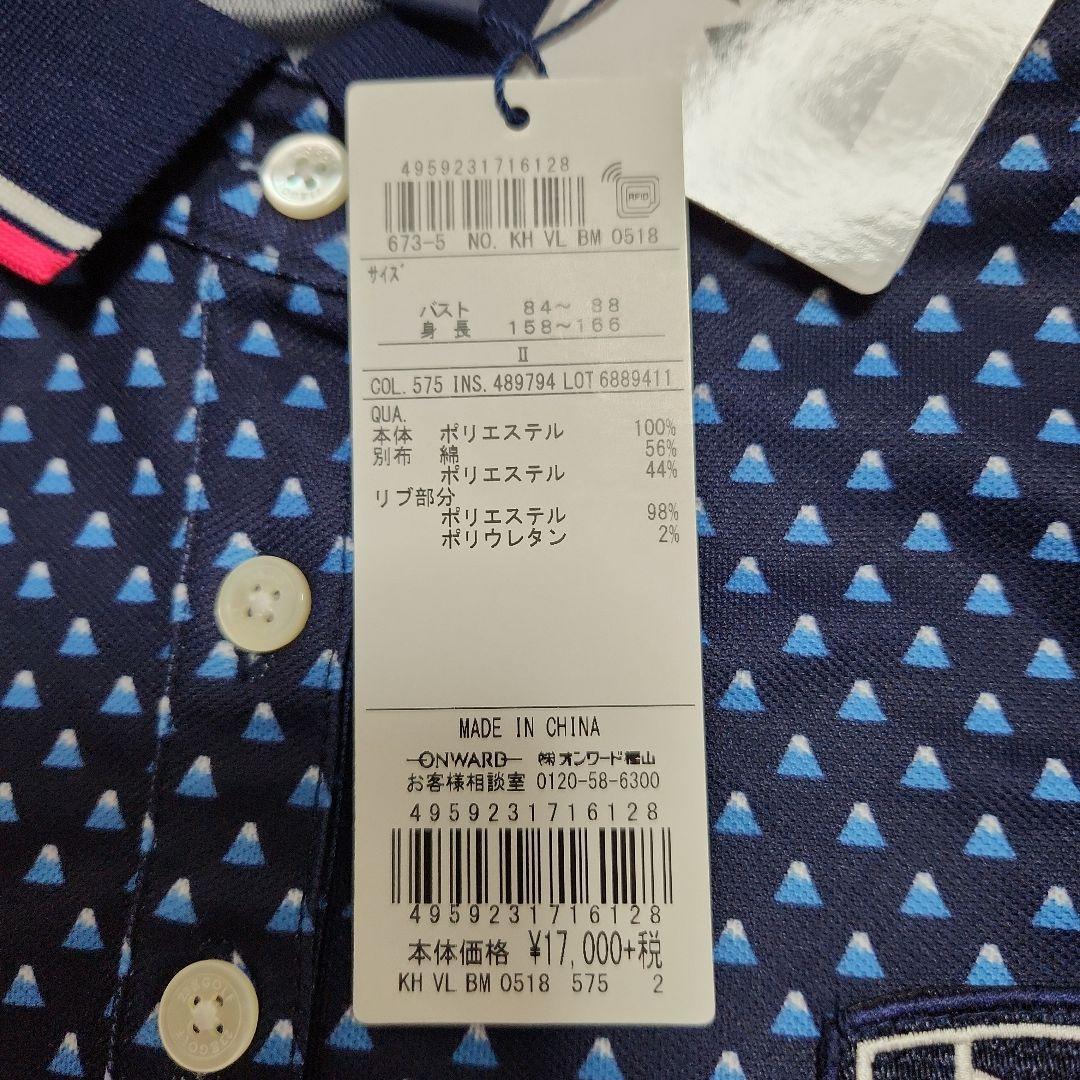 4959231716128
RFID
673-5 NO. KH VL BM 0518
サイズ
バスト 84～ 88
身長 158～166
Ⅱ
COL. 575 INS. 489794 LOT 6889411
QUA.
本体 ポリエステル 100%
別布 綿 56%
ポリエステル 44%
リブ部分
ポリエステル 98%
ポリウレタン 2%
MADE IN CHINA
ONWARD ㈱オンワード樫山
お客様相談室 0120-58-6300
4959231716128
4959231716128
本体価格 ¥17,000+税
KH VL BM 0518 575 2